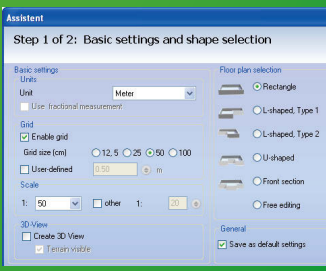 Assistent
Step 1 of 2: Basic settings and shape selection
Basic settings
Units
Unit Meter
Use fractional measurement
Grid
Enable grid
Grid size (cm) 12, 5 25 50 100
User-defined 0.50 m
Scale
1: 50 other 1: 20
3D-View
Create 3D View
Terrain visible
Floor plan selection
Rectangle
L-shaped, Type 1
L-shaped, Type 2
U-shaped
Front section
Free editing
General
Save as default settings